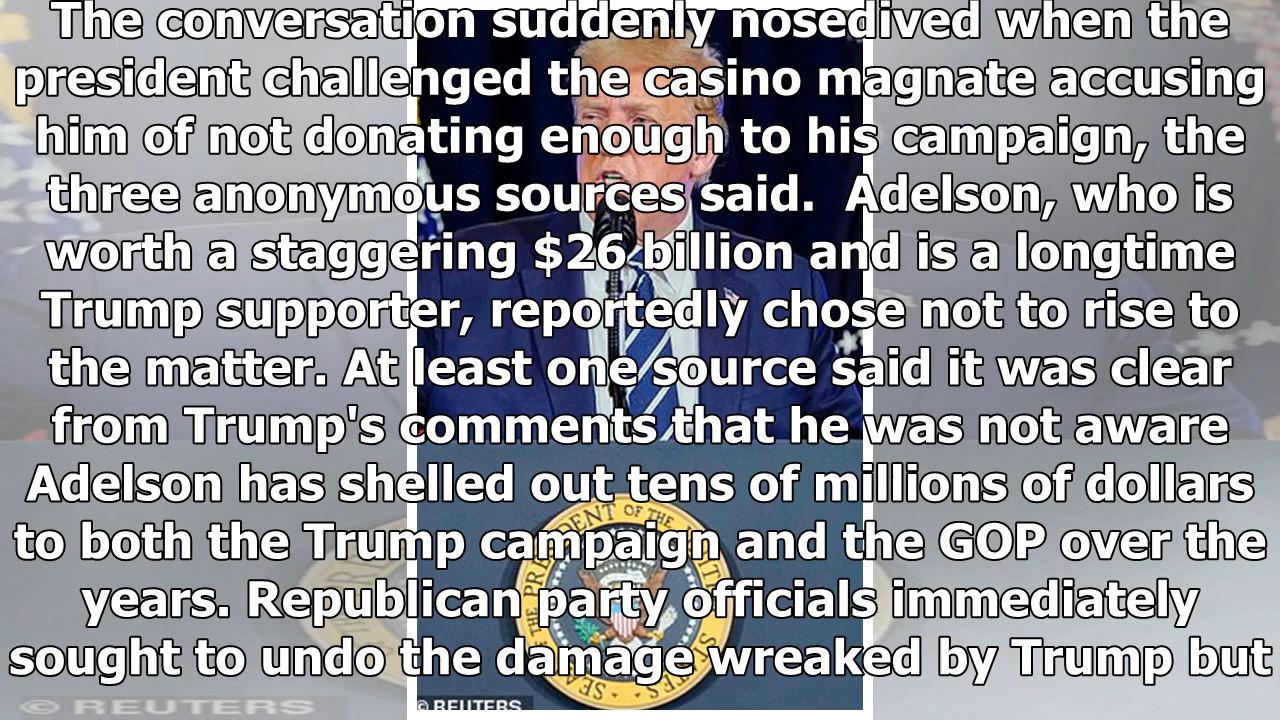 The conversation suddenly nosedived when the
president challenged the casino magnate accusing
him of not donating enough to his campaign, the
three anonymous sources said.  Adelson, who is
worth a staggering $26 billion and is a longtime
Trump supporter, reportedly chose not to rise to
the matter. At least one source said it was clear
from Trump's comments that he was not aware
Adelson has shelled out tens of millions of dollars
to both the Trump campaign and the GOP over the
years. Republican party officials immediately
sought to undo the damage wreaked by Trump but
© REUTERS
© REUTERS